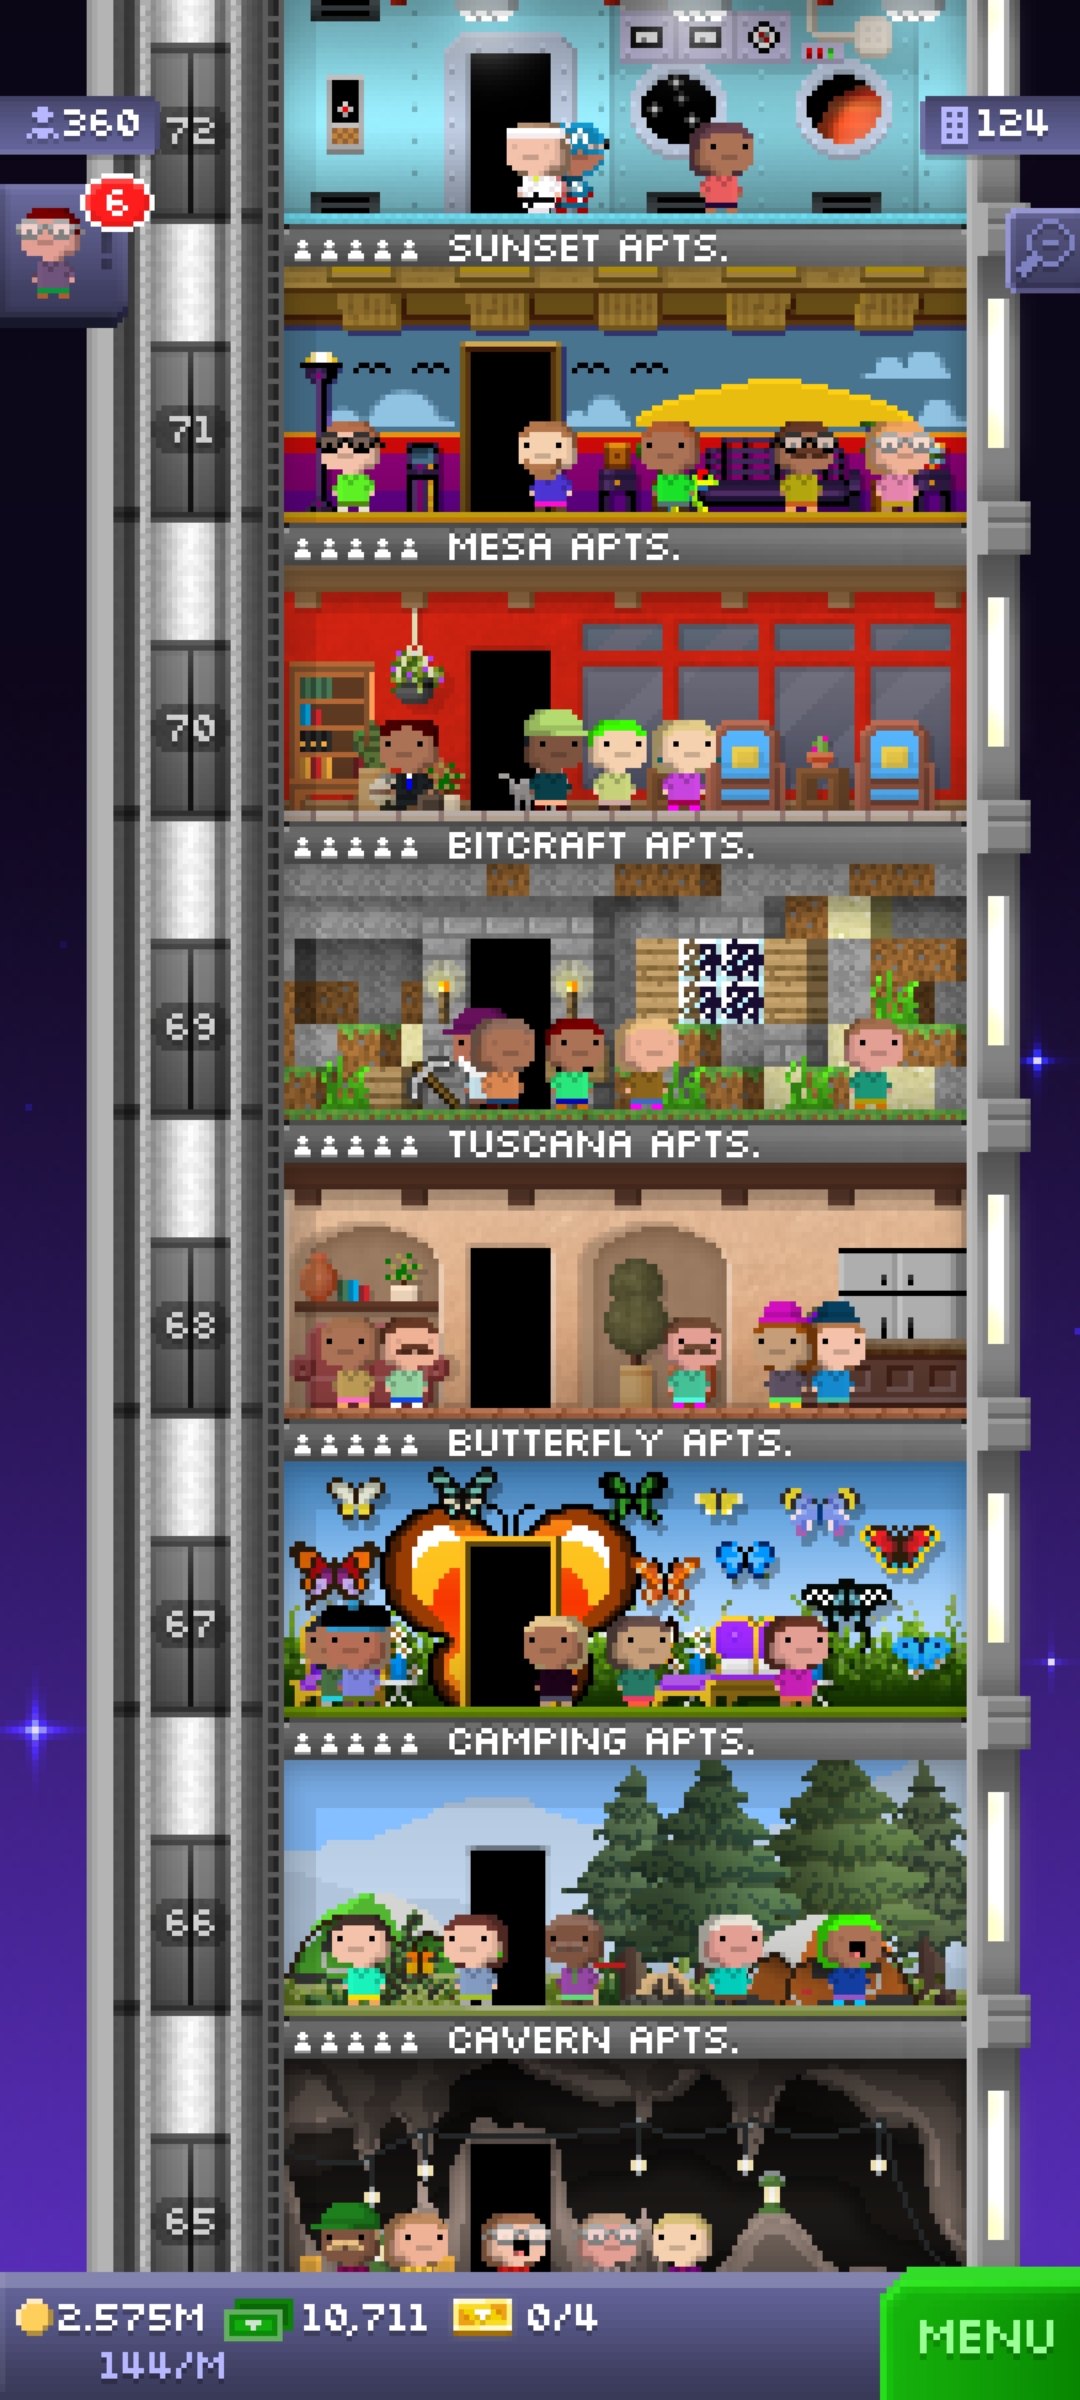 360
72
124
6
SUNSET APTS.
71
MESA APTS.
70
BITCRAFT APTS.
69
TUSCANA APTS.
68
BUTTERFLY APTS.
67
CAMPING APTS.
66
CAVERN APTS.
65
2.575M 10,711 0/4
144/M
MENU